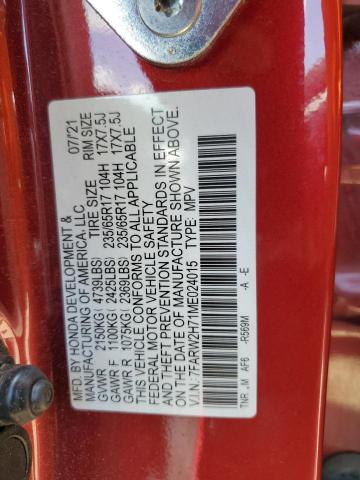 MFD. BY HONDA DEVELOPMENT & 07/21
MANUFACTURING OF AMERICA, LLC
TIRE SIZE RIM SIZE
GVWR 2150KG( 4739LBS) 235/65R17 104H 17X7.5J
GAWR F 1100KG( 2425LBS) 235/65R17 104H 17X7.5J
GAWR R 1075KG( 2369LBS)
THIS VEHICLE CONFORMS TO ALL APPLICABLE
FEDERAL MOTOR VEHICLE SAFETY
AND THEFT PREVENTION STANDARDS IN EFFECT
ON THE DATE OF MANUFACTURE SHOWN ABOVE.
V.I.N.: 7FARW2H71ME024015 TYPE: MPV
TNR ,M AF6 -R569M -A -E